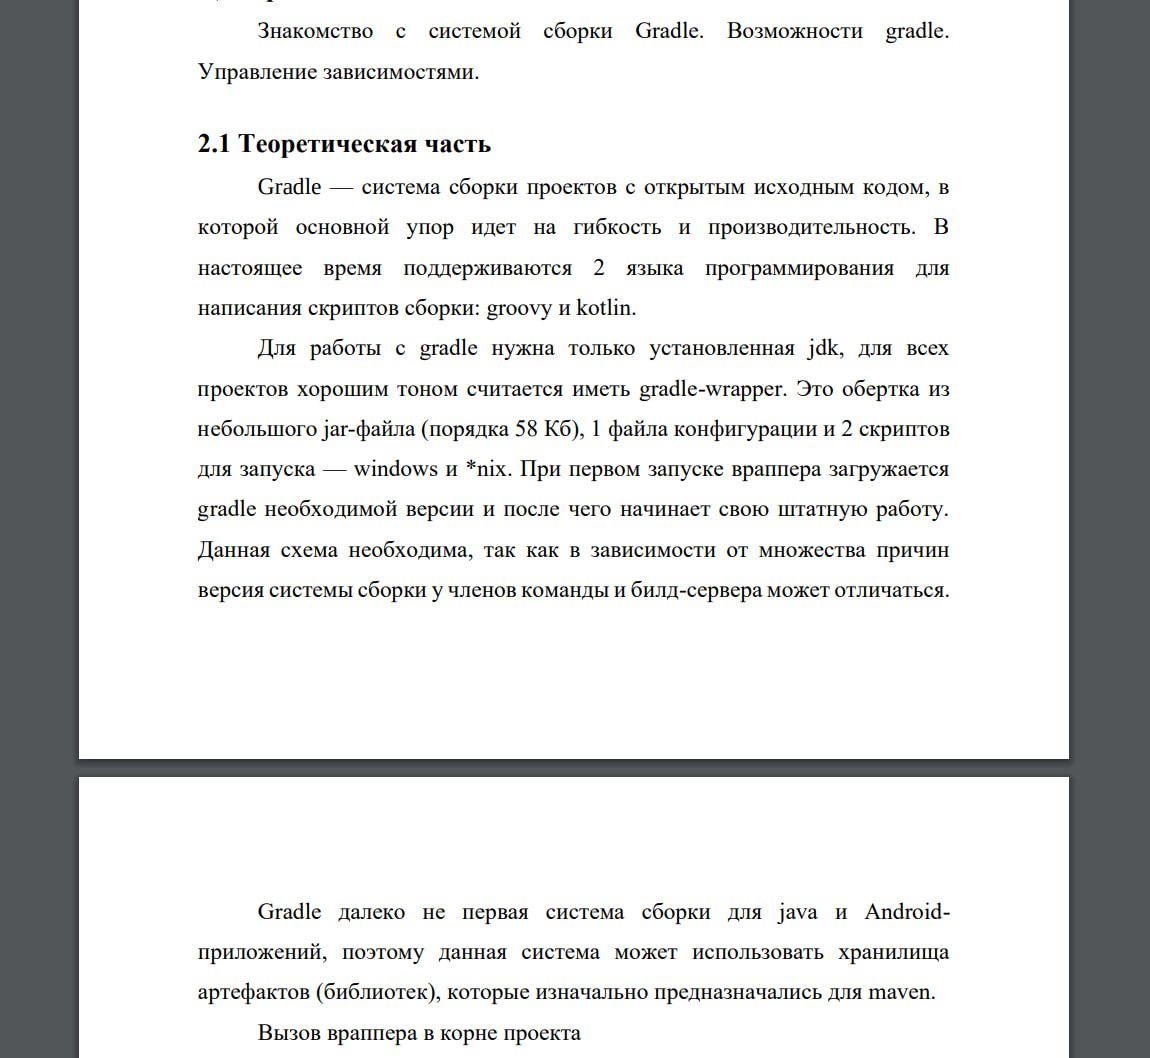 Знакомство с системой сборки Gradle. Возможности gradle.
Управление зависимостями.
2.1 Теоретическая часть
Gradle — система сборки проектов с открытым исходным кодом, в
которой основной упор идет на гибкость и производительность. В
настоящее время поддерживаются 2 языка программирования для
написания скриптов сборки: groovy и kotlin.
Для работы с gradle нужна только установленная jdk, для всех
проектов хорошим тоном считается иметь gradle-wrapper. Это обертка из
небольшого jar-файла (порядка 58 Кб), 1 файла конфигурации и 2 скриптов
для запуска — windows и *nix. При первом запуске враппера загружается
gradle необходимой версии и после чего начинает свою штатную работу.
Данная схема необходима, так как в зависимости от множества причин
версия системы сборки у членов команды и билд-сервера может отличаться.
Gradle далеко не первая система сборки для java и Android-
приложений, поэтому данная система может использовать хранилища
артефактов (библиотек), которые изначально предназначались для maven.
Вызов враппера в корне проекта